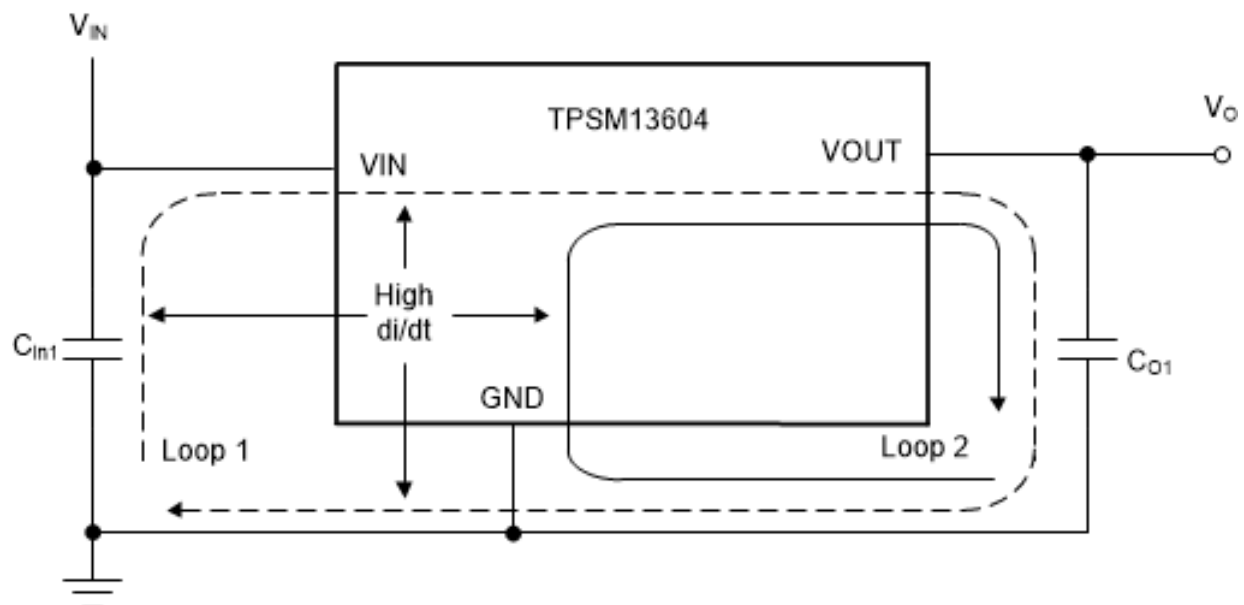 VIN
TPSM13604
VO
VIN
VOUT
High
di/dt
CIn1
CO1
GND
Loop 1
Loop 2